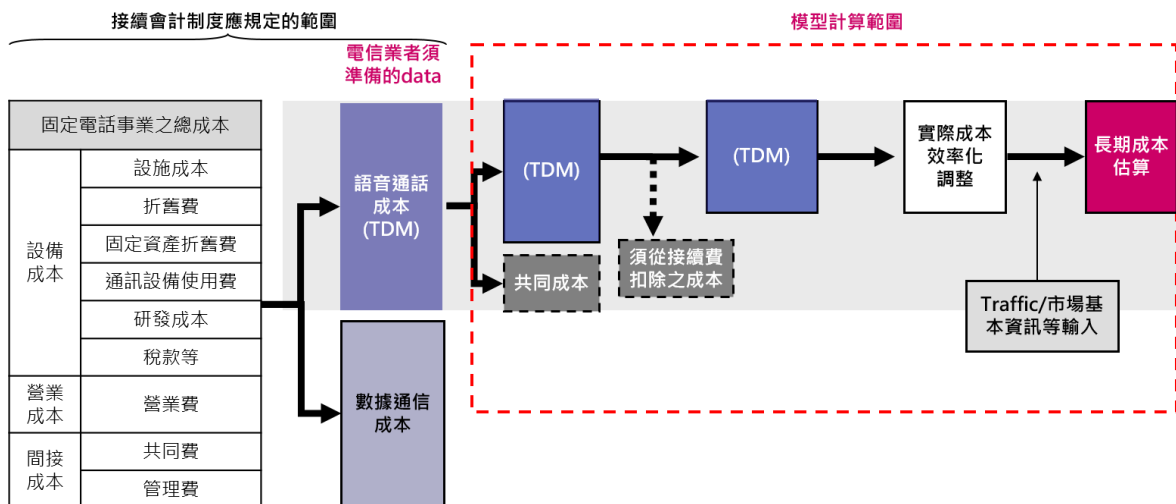 接續會計制度應規定的範圍
模型計算範圍
電信業者須
準備的data
固定電話事業之總成本
設備
成本
設施成本
折舊費
固定資產折舊費
通訊設備使用費
研發成本
稅款等
營業
成本
營業費
間接
成本
共同費
管理費
語音通話
成本
(TDM)
數據通信
成本
(TDM)
共同成本
須從接續費
扣除之成本
(TDM)
實際成本
效率化
調整
長期成本
估算
Traffic/市場基
本資訊等輸入